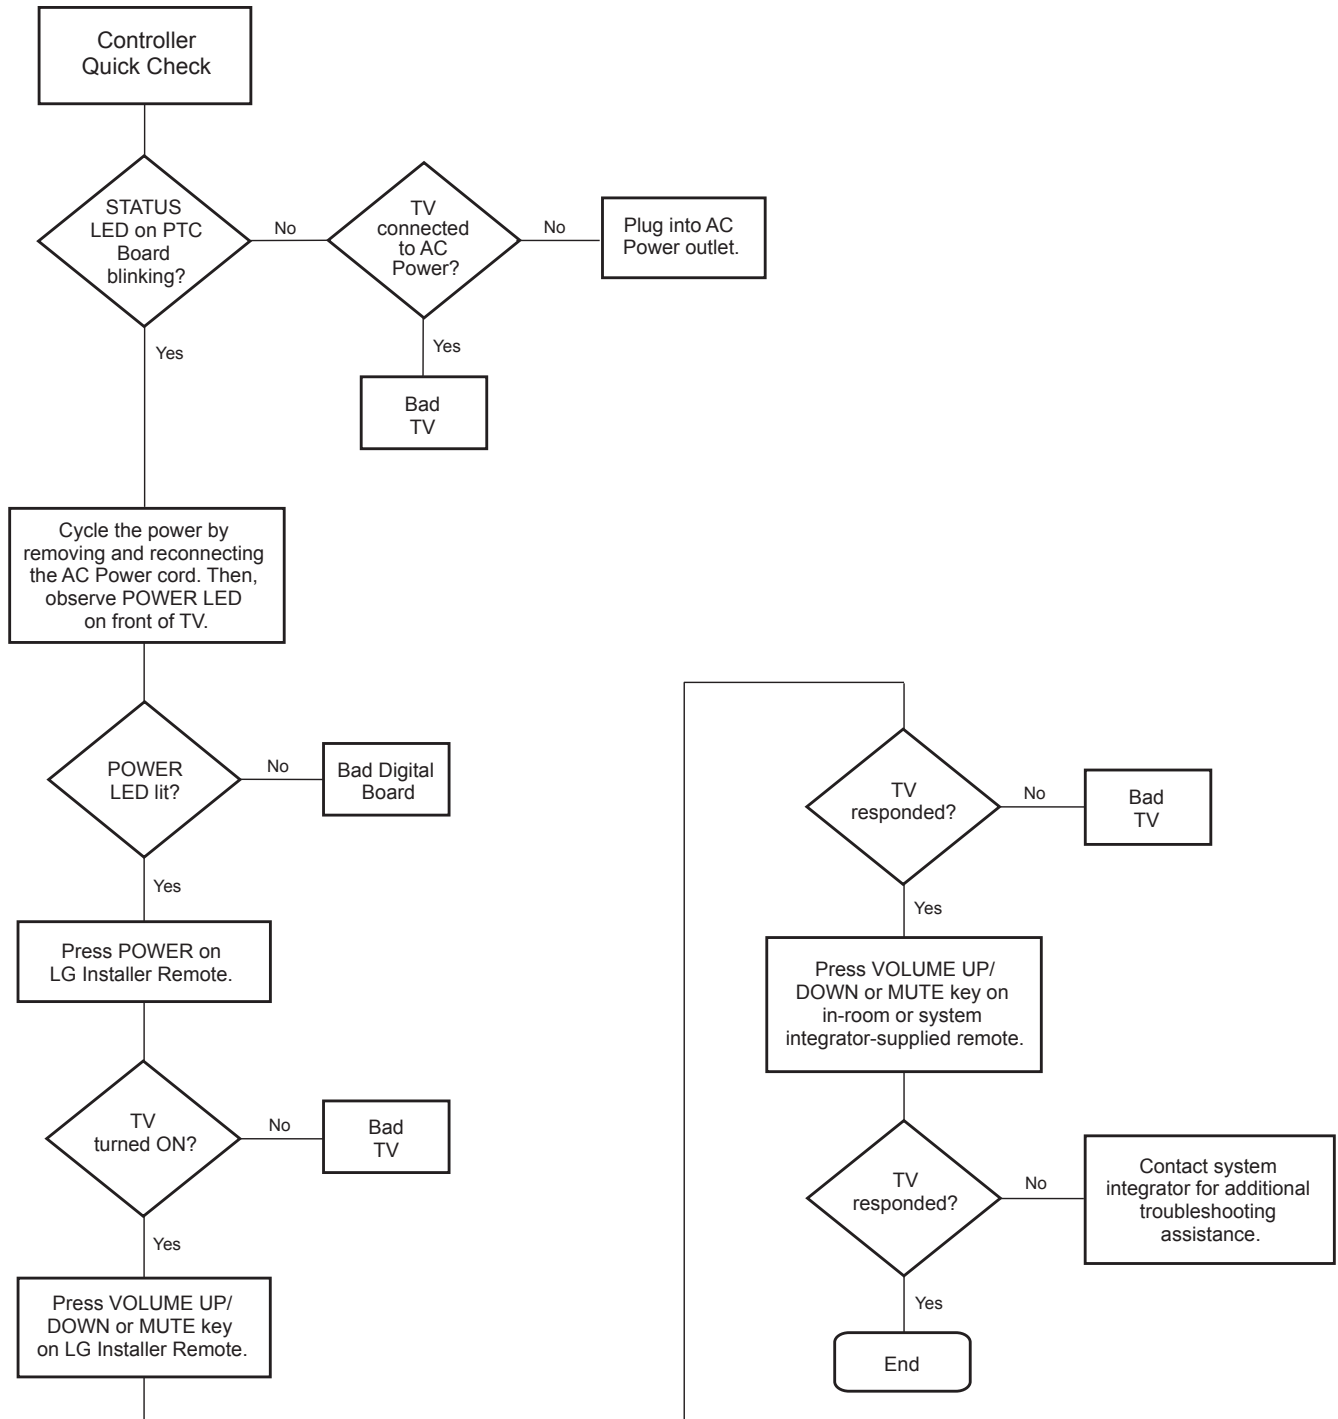 Controller
Quick Check
STATUS
LED on PTC
Board
blinking?
No
TV
connected
to AC
Power?
No
Plug into AC
Power outlet.
Yes
Yes
Bad
TV
Cycle the power by
removing and reconnecting
the AC Power cord. Then,
observe POWER LED
on front of TV.
POWER
LED lit?
No
Bad Digital
Board
Yes
Press POWER on
LG Installer Remote.
TV
turned ON?
No
Bad
TV
Yes
Press VOLUME UP/
DOWN or MUTE key
on LG Installer Remote.
TV
responded?
No
Bad
TV
Yes
Press VOLUME UP/
DOWN or MUTE key on
in-room or system
integrator-supplied remote.
TV
responded?
No
Contact system
integrator for additional
troubleshooting
assistance.
Yes
End